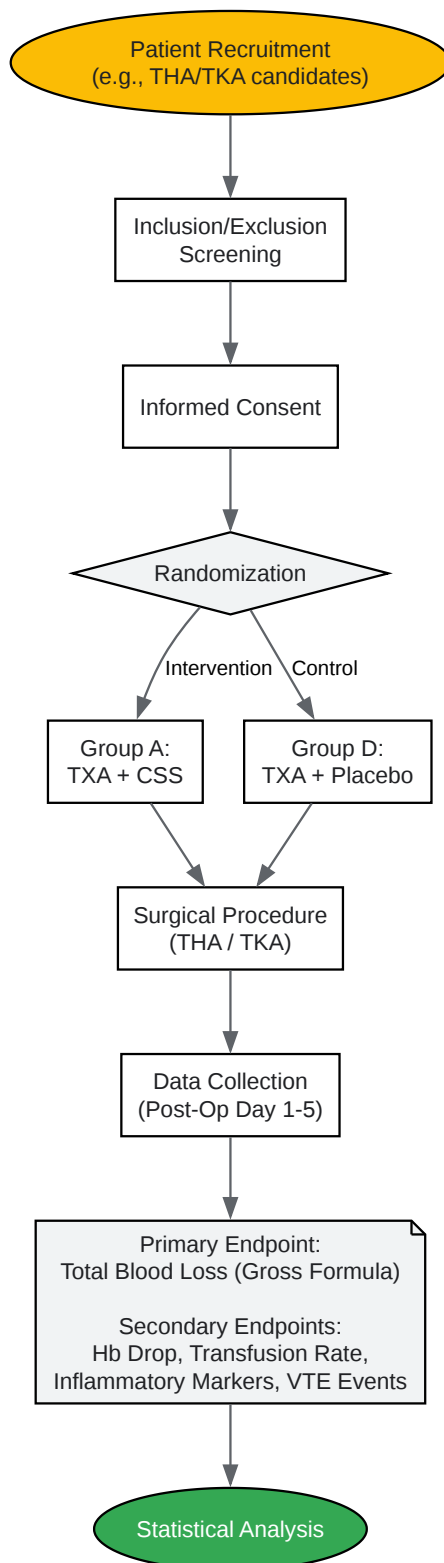 Patient Recruitment
(e.g., THA/TKA candidates)
Inclusion/Exclusion
Screening
Informed Consent
Randomization
Intervention
Control
Group A:
TXA + CSS
Group D:
TXA + Placebo
Surgical Procedure
(THA / TKA)
Data Collection
(Post-Op Day 1-5)
Primary Endpoint:
Total Blood Loss (Gross Formula)
Secondary Endpoints:
Hb Drop, Transfusion Rate,
Inflammatory Markers, VTE Events
Statistical Analysis